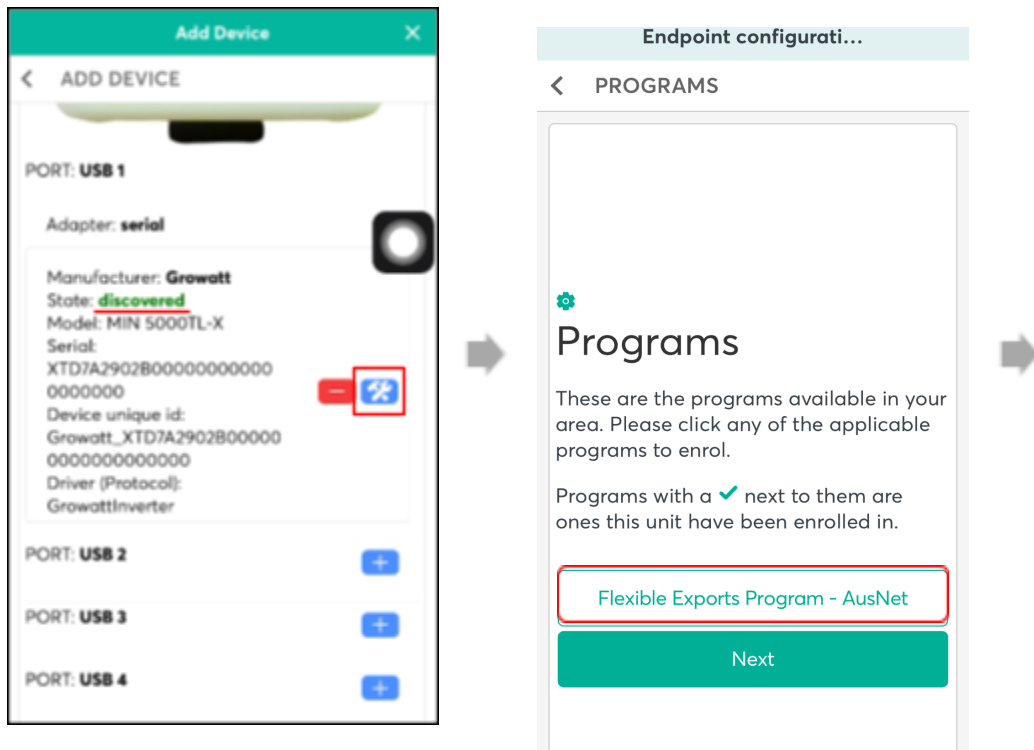 Add Device
ADD DEVICE
PORT: USB 1
Adapter: serial
Manufacturer: Growatt
State: discovered
Model: MIN 5000TL-X
Serial:
XTD7A2902B00000000000
0000000
Device unique id:
Growatt_XTD7A2902B00000
0000000000000
Driver (Protocol):
GrowattInverter
PORT: USB 2
PORT: USB 3
PORT: USB 4
Endpoint configurati...
PROGRAMS
Programs
These are the programs available in your
area. Please click any of the applicable
programs to enrol.
Programs with a ✓ next to them are
ones this unit have been enrolled in.
Flexible Exports Program - AusNet
Next